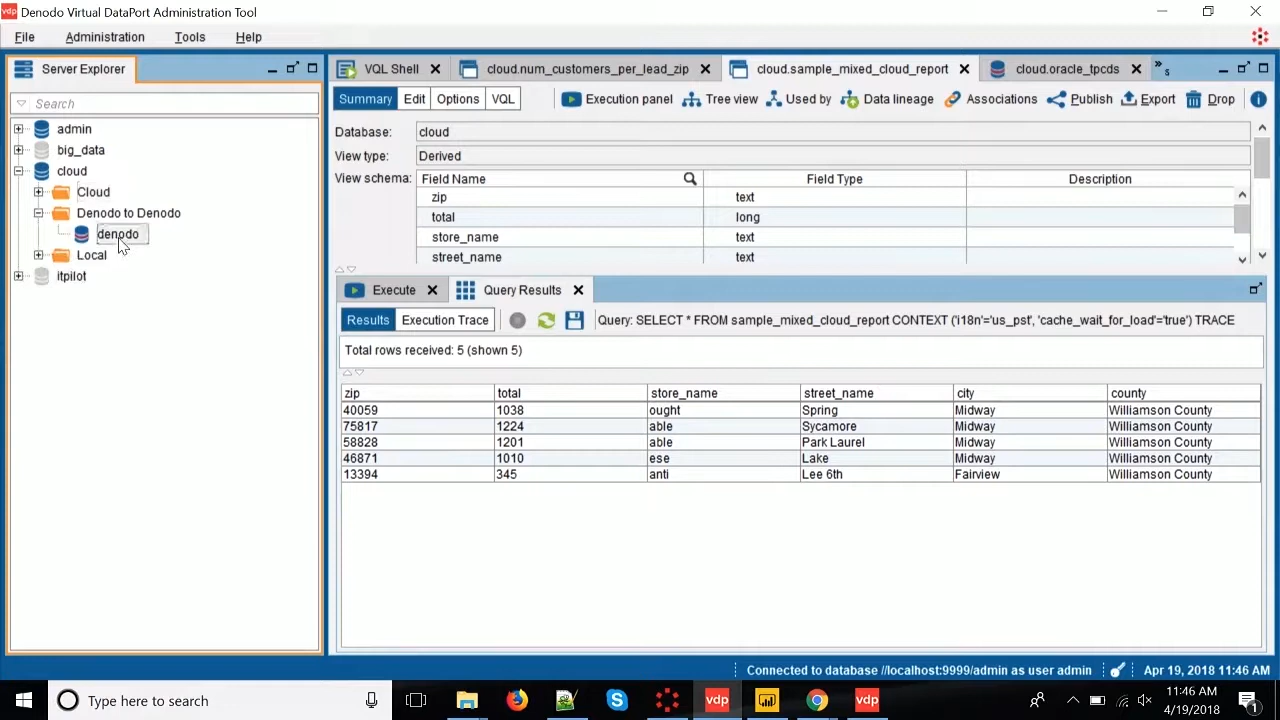 vdp Denodo Virtual DataPort Administration Tool
File Administration Tools Help
Server Explorer
Search
admin
big_data
cloud
Cloud
Denodo to Denodo
denodo
Local
itpilot
VQL Shell cloud.num_customers_per_lead_zip cloud.sample_mixed_cloud_report cloud.oracle_tpcds »5
Summary Edit Options VQL Execution panel Tree view Used by Data lineage Associations Publish Export Drop
Database: cloud
View type: Derived
View schema: Field Name Field Type Description
zip text
total long
store_name text
street_name text
Execute Query Results
Results Execution Trace Query: SELECT * FROM sample_mixed_cloud_report CONTEXT ('i18n'='us_pst', 'cache_wait_for_load'='true') TRACE
Total rows received: 5 (shown 5)
zip total store_name street_name city county
40059 1038 ought Spring Midway Williamson County
75817 1224 able Sycamore Midway Williamson County
58828 1201 able Park Laurel Midway Williamson County
46871 1010 ese Lake Midway Williamson County
13394 345 anti Lee 6th Fairview Williamson County
Connected to database //localhost:9999/admin as user admin Apr 19, 2018 11:46 AM
Type here to search vdp vdp 11:46 AM
4/19/2018 1